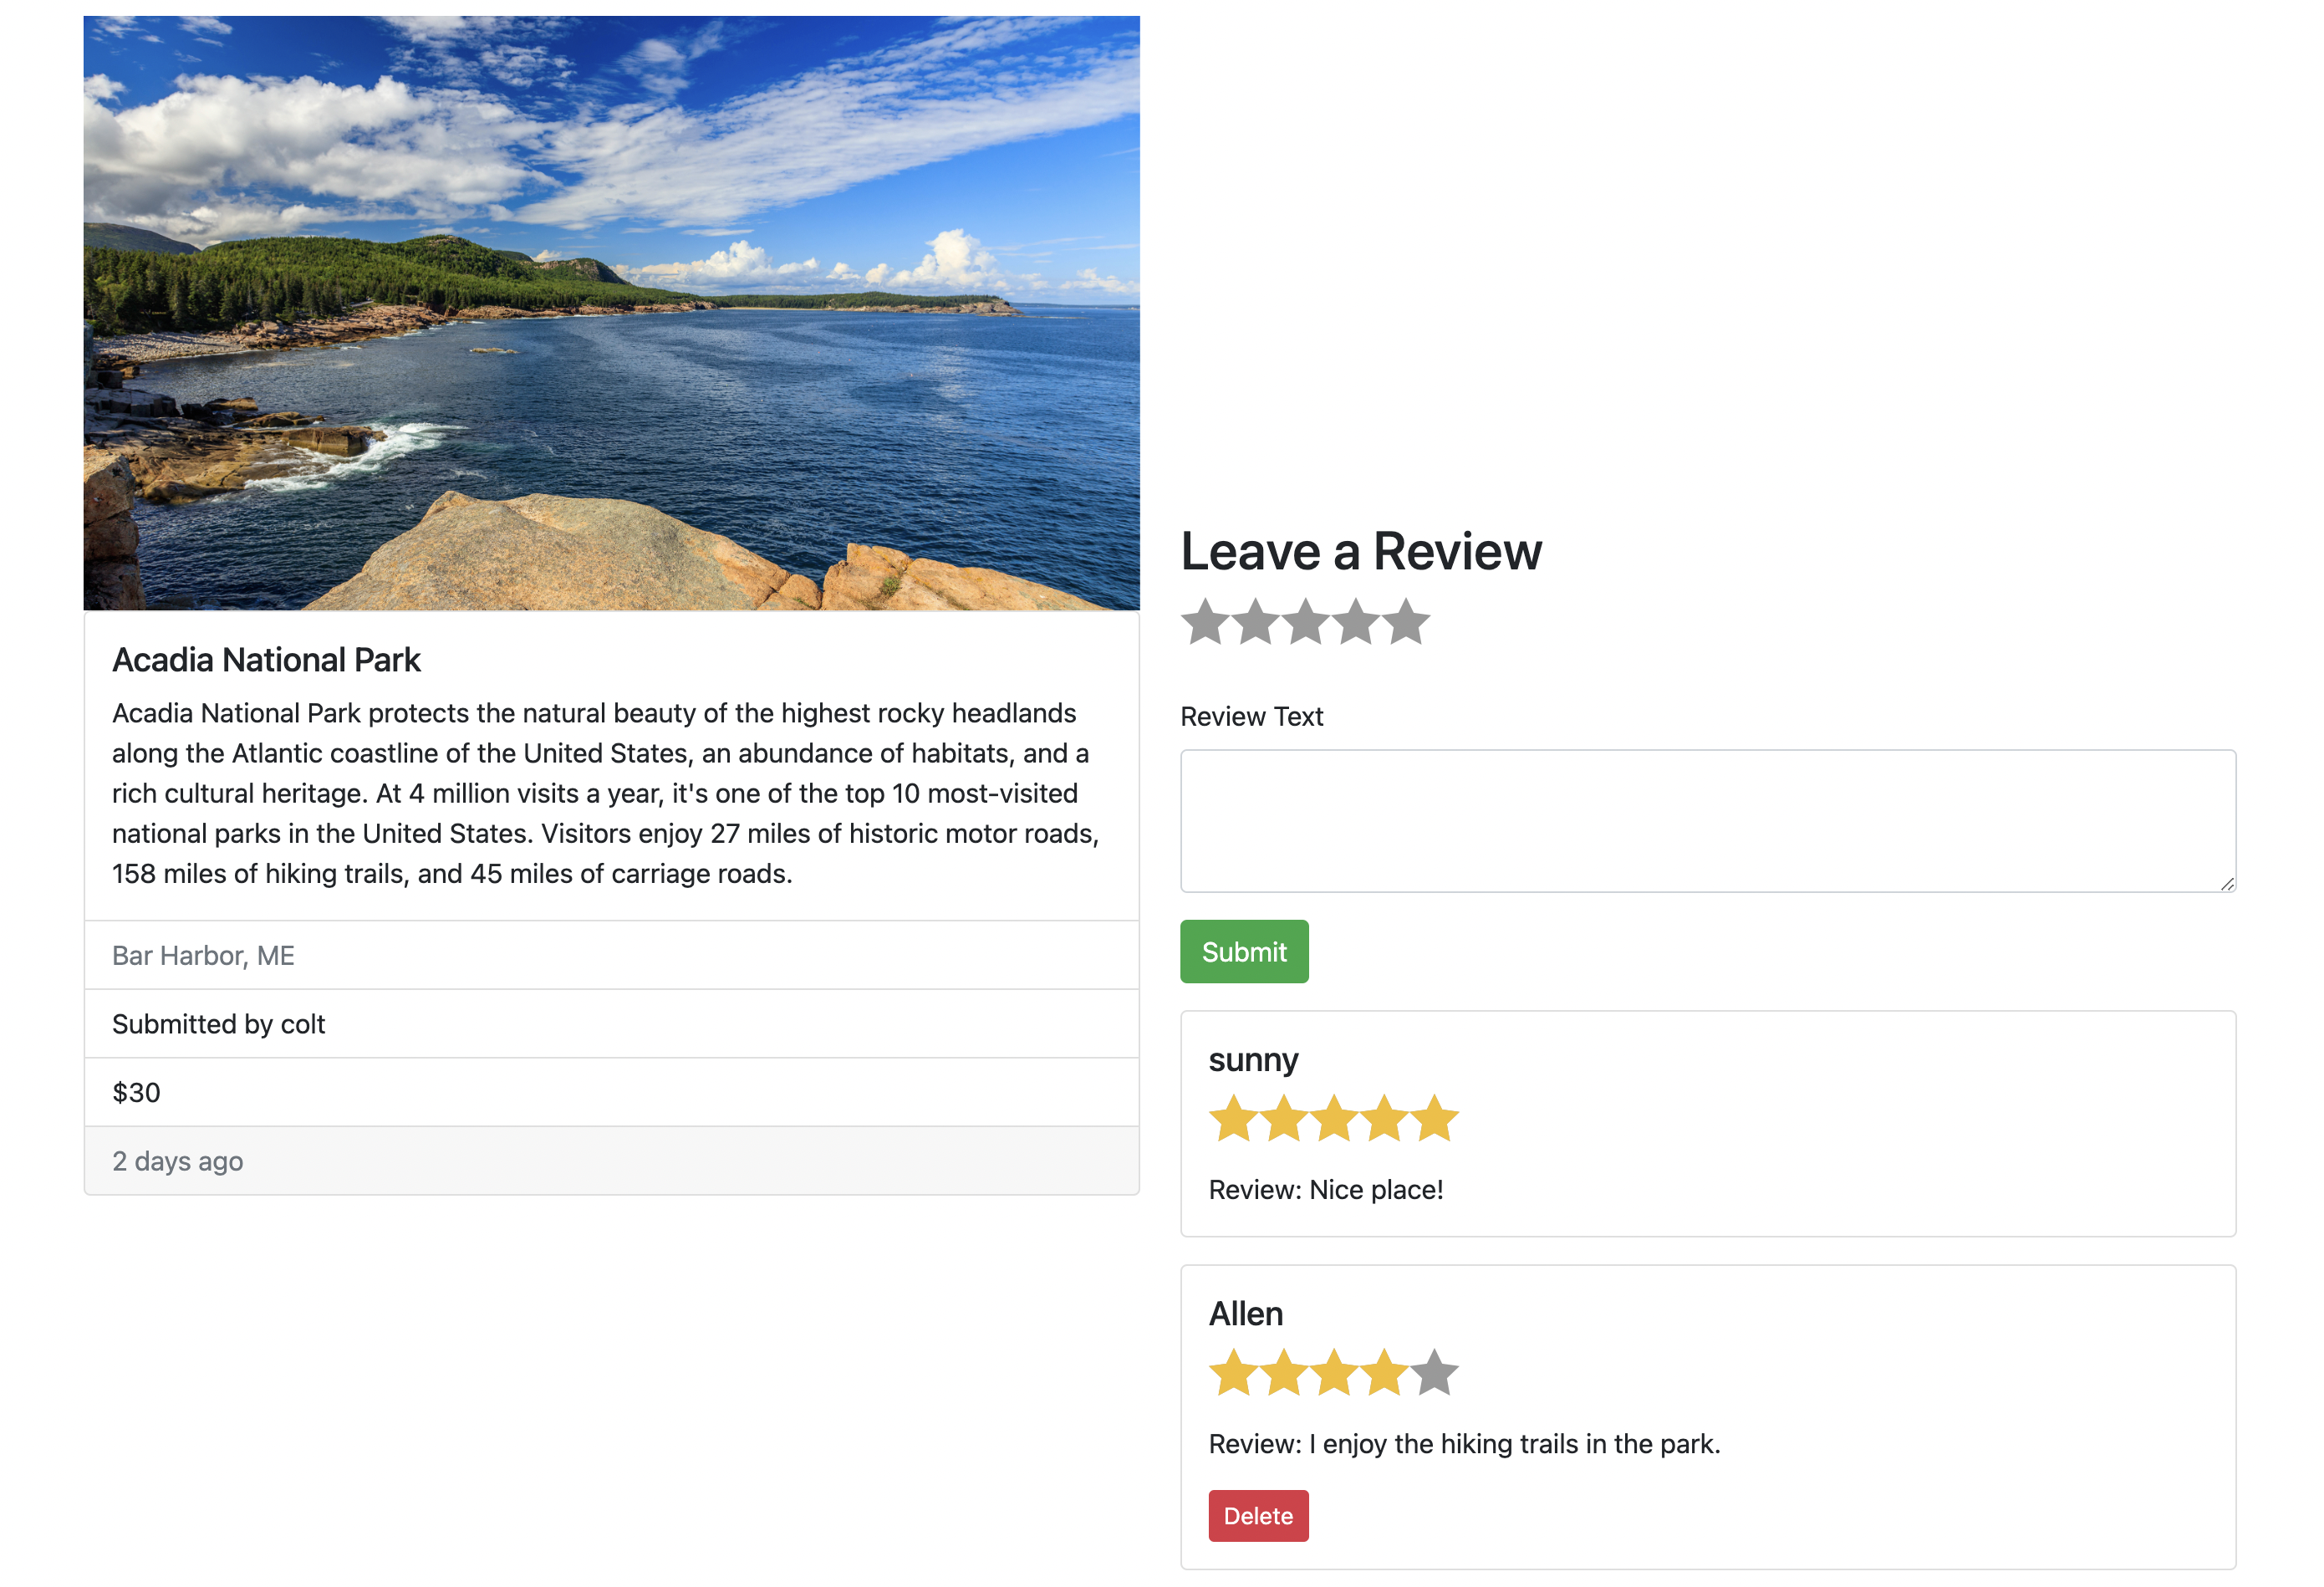 Acadia National Park
Acadia National Park protects the natural beauty of the highest rocky headlands
along the Atlantic coastline of the United States, an abundance of habitats, and a
rich cultural heritage. At 4 million visits a year, it's one of the top 10 most-visited
national parks in the United States. Visitors enjoy 27 miles of historic motor roads,
158 miles of hiking trails, and 45 miles of carriage roads.
Bar Harbor, ME
Submitted by colt
$30
2 days ago
Leave a Review
Review Text
Submit
sunny
Review: Nice place!
Allen
Review: I enjoy the hiking trails in the park.
Delete